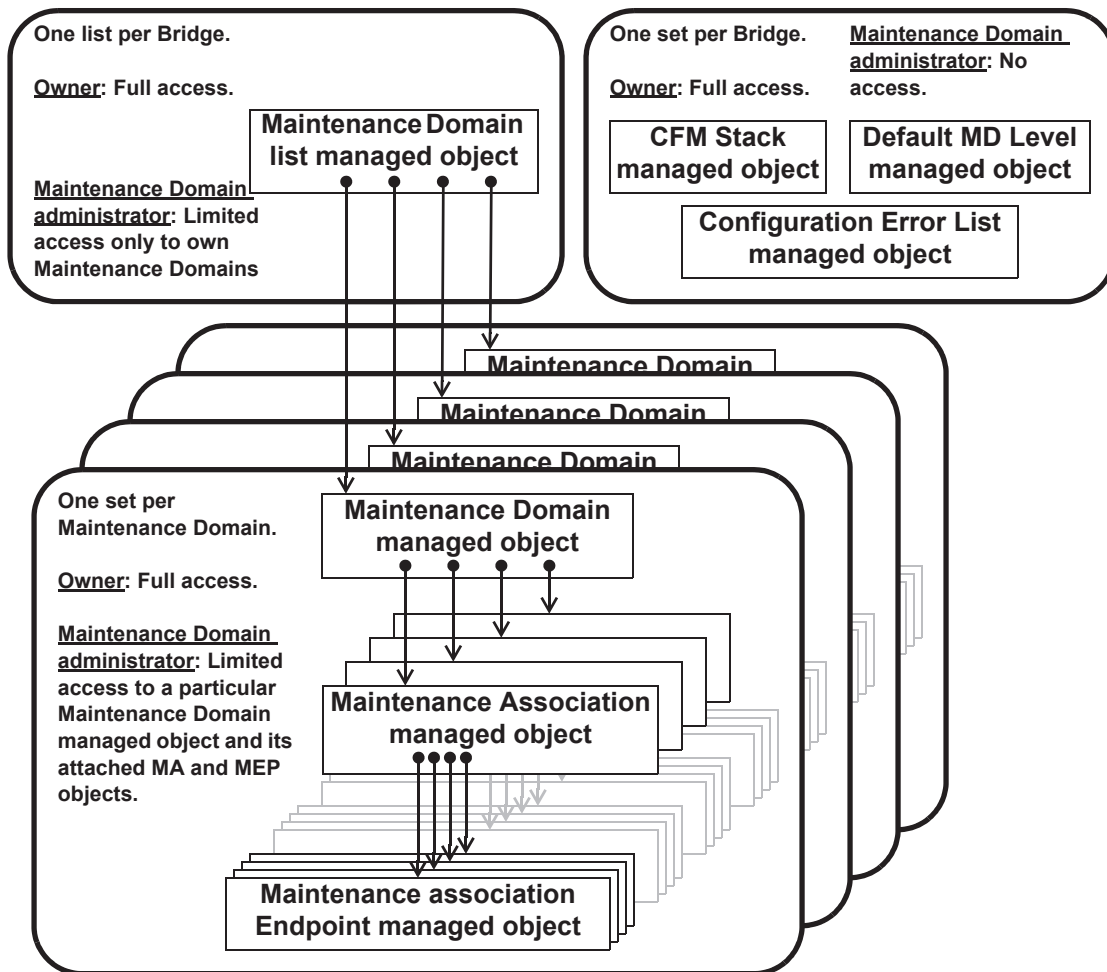 One list per Bridge.
Owner: Full access.
Maintenance Domain
list managed object
Maintenance Domain
administrator: Limited
access only to own
Maintenance Domains
One set per Bridge.
Owner: Full access.
Maintenance Domain
administrator: No
access.
CFM Stack
managed object
Default MD Level
managed object
Configuration Error List
managed object
Maintenance Domain
Maintenance Domain
Maintenance Domain
One set per
Maintenance Domain.
Owner: Full access.
Maintenance Domain
administrator: Limited
access to a particular
Maintenance Domain
managed object and its
attached MA and MEP
objects.
Maintenance Domain
managed object
Maintenance Association
managed object
Maintenance association
Endpoint managed object